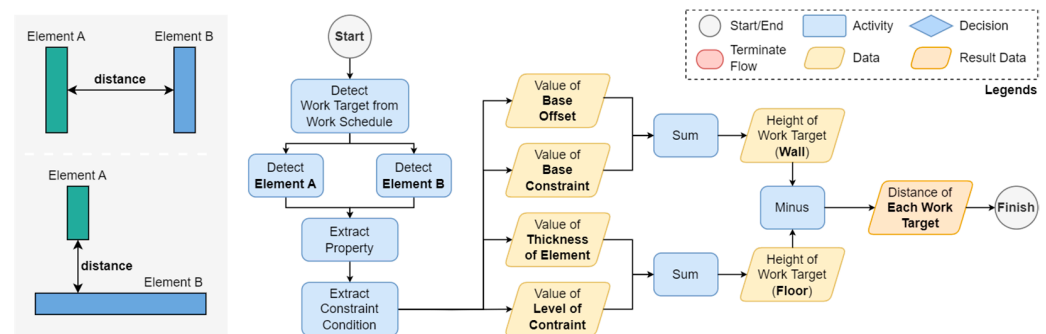 Element A
Element B
distance
Element A
distance
Element B
Start
Detect
Work Target from
Work Schedule
Detect
Element A
Detect
Element B
Extract
Property
Extract
Constraint
Condition
Value of
Base
Offset
Value of
Base
Constraint
Value of
Thickness
of Element
Value of
Level of
Contraint
Sum
Sum
Height of
Work Target
(Wall)
Minus
Height of
Work Target
(Floor)
Distance of
Each Work
Target
Finish
Start/End
Activity
Decision
Terminate
Flow
Data
Result Data
Legends